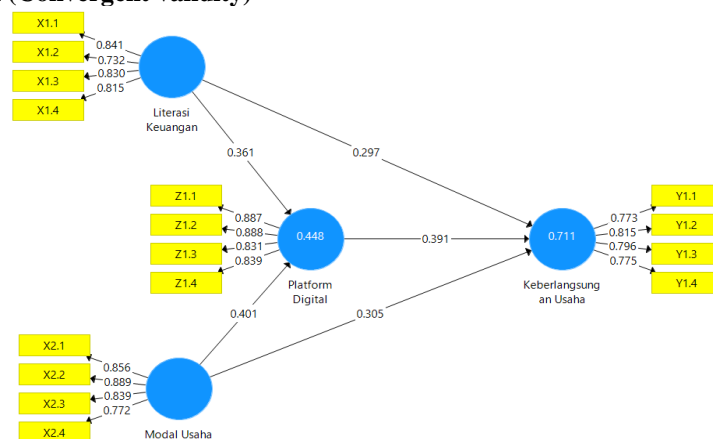 (Convergent Validity)
X1.1
X1.2
X1.3
X1.4
0.841
0.732
0.830
0.815
Literasi
Keuangan
0.361
0.297
Z1.1
Z1.2
Z1.3
Z1.4
0.887
0.888
0.831
0.839
0.448
Platform
Digital
0.391
0.711
Keberlangsung
an Usaha
0.773
0.815
0.796
0.775
Y1.1
Y1.2
Y1.3
Y1.4
0.401
0.305
X2.1
X2.2
X2.3
X2.4
0.856
0.889
0.839
0.772
Modal Usaha